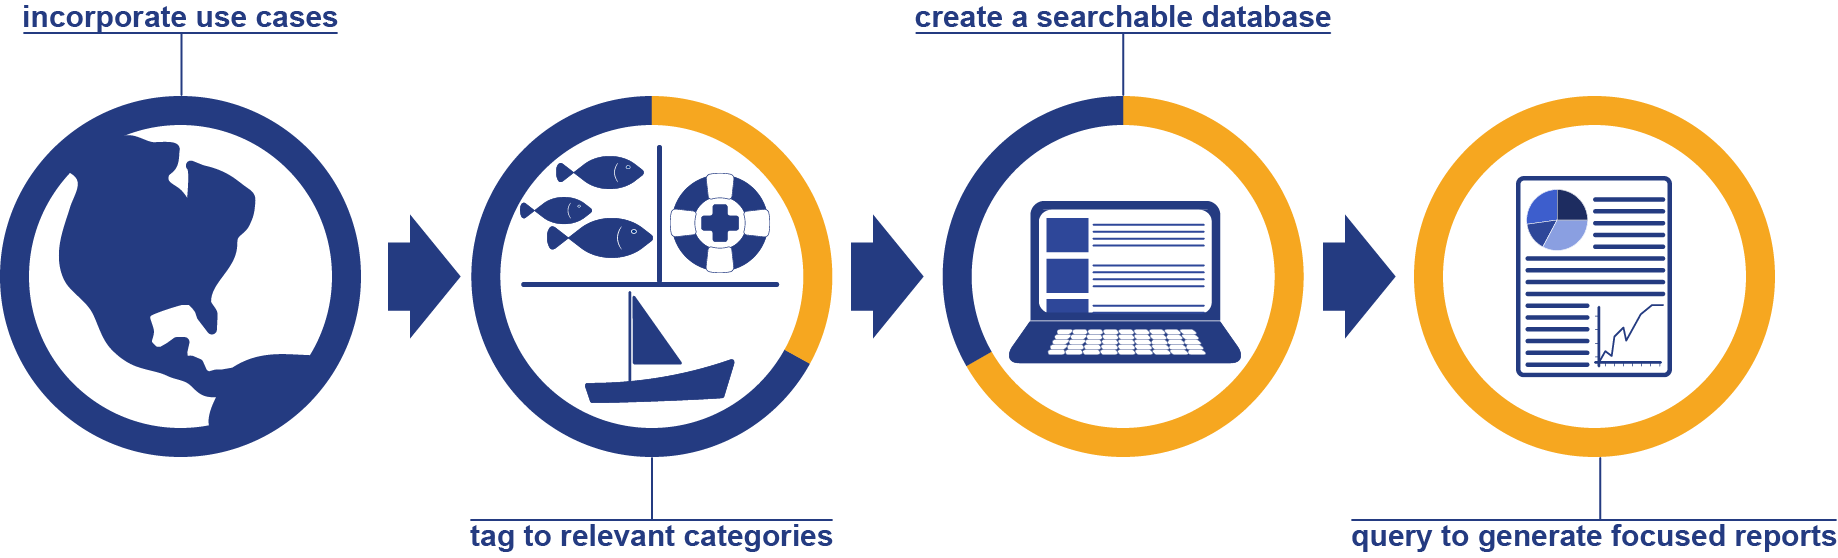 incorporate use cases
create a searchable database
tag to relevant categories
query to generate focused reports